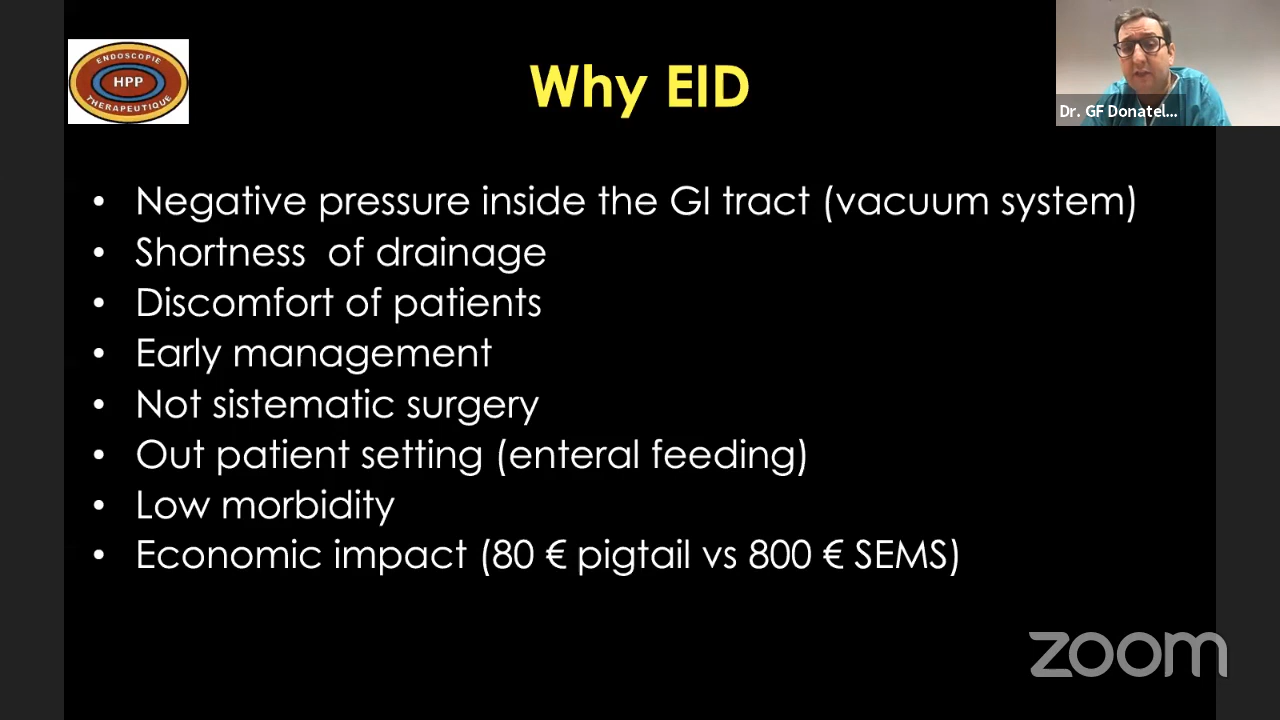 ENDOSCOPIE
HPP
THERAPEUTIQUE
Why EID
Dr. GF Donatel...
• Negative pressure inside the GI tract (vacuum system)
• Shortness  of drainage
• Discomfort of patients
• Early management
• Not sistematic surgery
• Out patient setting (enteral feeding)
• Low morbidity
• Economic impact (80 € pigtail vs 800 € SEMS)
zoom